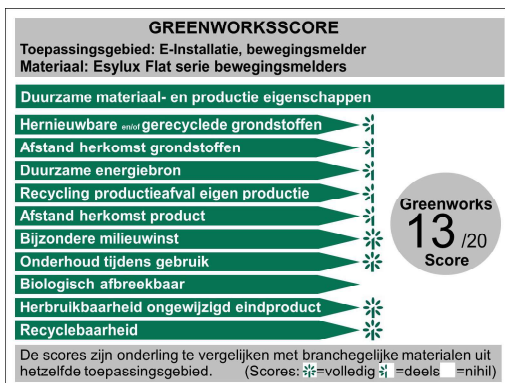 GREENWORKSSCORE
Toepassingsgebied: E-Installatie, bewegingsmelder
Materiaal: Esylux Flat serie bewegingsmelders
Duurzame materiaal- en productie eigenschappen
Hernieuwbare en/of gerecyclede grondstoffen
Afstand herkomst grondstoffen
Duurzame energiebron
Recycling productieafval eigen productie
Afstand herkomst product
Bijzondere milieuwinst
Onderhoud tijdens gebruik
Biologisch afbreekbaar
Herbruikbaarheid ongewijzigd eindproduct
Recyclebaarheid
Greenworks
13 /20
Score
De scores zijn onderling te vergelijken met branchegelijke materialen uit
hetzelfde toepassingsgebied. (Scores: =volledig =deels =nihil)